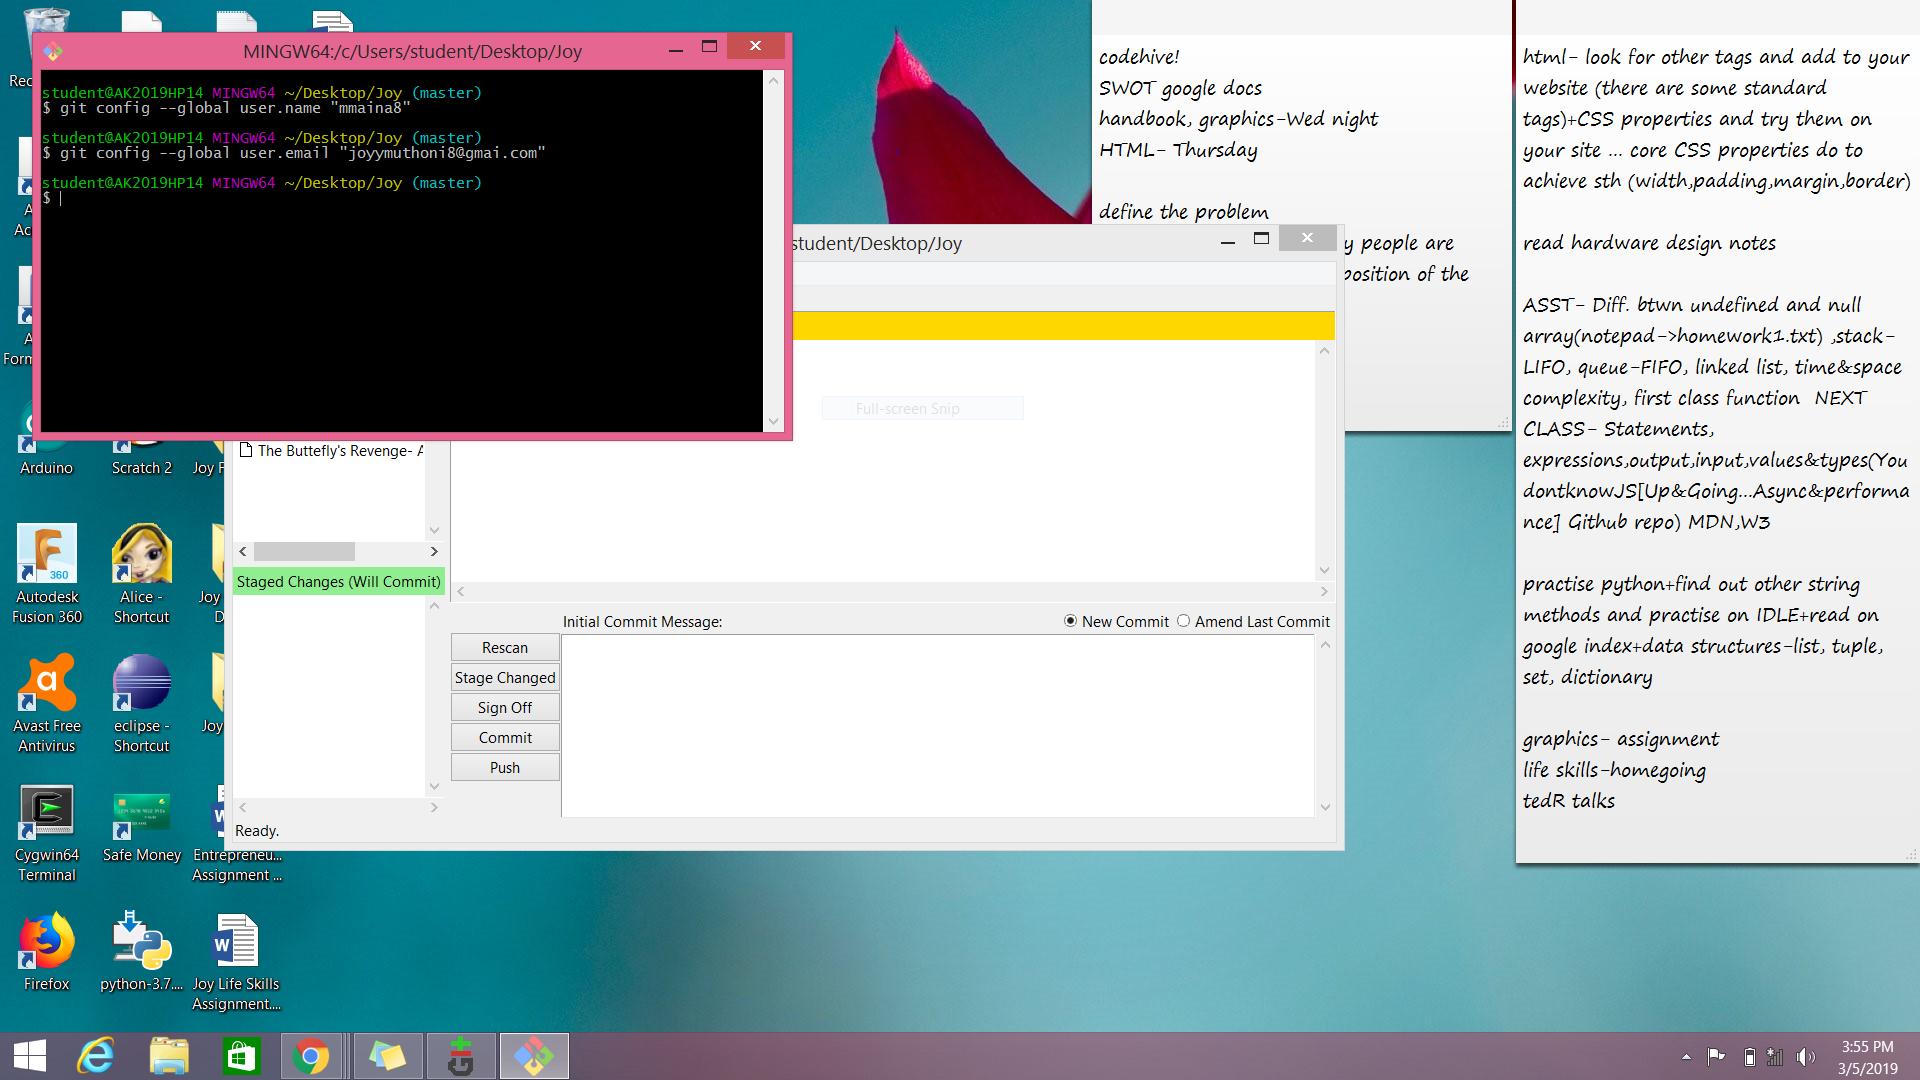 MINGW64:/c/Users/student/Desktop/Joy
student@AK2019HP14 MINGW64 ~/Desktop/Joy (master)
$ git config --global user.name "mmaina8"
student@AK2019HP14 MINGW64 ~/Desktop/Joy (master)
$ git config --global user.email "joyymuthoni8@gmai.com"
student@AK2019HP14 MINGW64 ~/Desktop/Joy (master)
$
codehive!
SWOT google docs
handbook, graphics-Wed night
HTML- Thursday
define the problem
y people are
position of the
html- look for other tags and add to your
website (there are some standard
tags)+CSS properties and try them on
your site ... core CSS properties do to
achieve sth (width,padding,margin,border)
read hardware design notes
ASST- Diff. btwn undefined and null
array(notepad->homework1.txt) ,stack-
LIFO, queue-FIFO, linked list, time&space
complexity, first class function NEXT
CLASS- Statements,
expressions,output,input,values&types(You
dontknowJS[Up&Going...Async&performa
nce] Github repo) MDN,W3
practise python+find out other string
methods and practise on IDLE+read on
google index+data structures-list, tuple,
set, dictionary
graphics- assignment
life skills-homegoing
tedR talks
student/Desktop/Joy
Full-screen Snip
The Buttefly's Revenge- A
Staged Changes (Will Commit)
Initial Commit Message:
New Commit
Amend Last Commit
Rescan
Stage Changed
Sign Off
Commit
Push
Ready.
Rec
A
Ac
A
Form
Arduino
Scratch 2
Joy F
Autodesk
Fusion 360
Alice -
Shortcut
Joy
D
Avast Free
Antivirus
eclipse -
Shortcut
Joy
Cygwin64
Terminal
Safe Money
Entrepreneu...
Assignment ...
Firefox
python-3.7....
Joy Life Skills
Assignment....
3:55 PM
3/5/2019